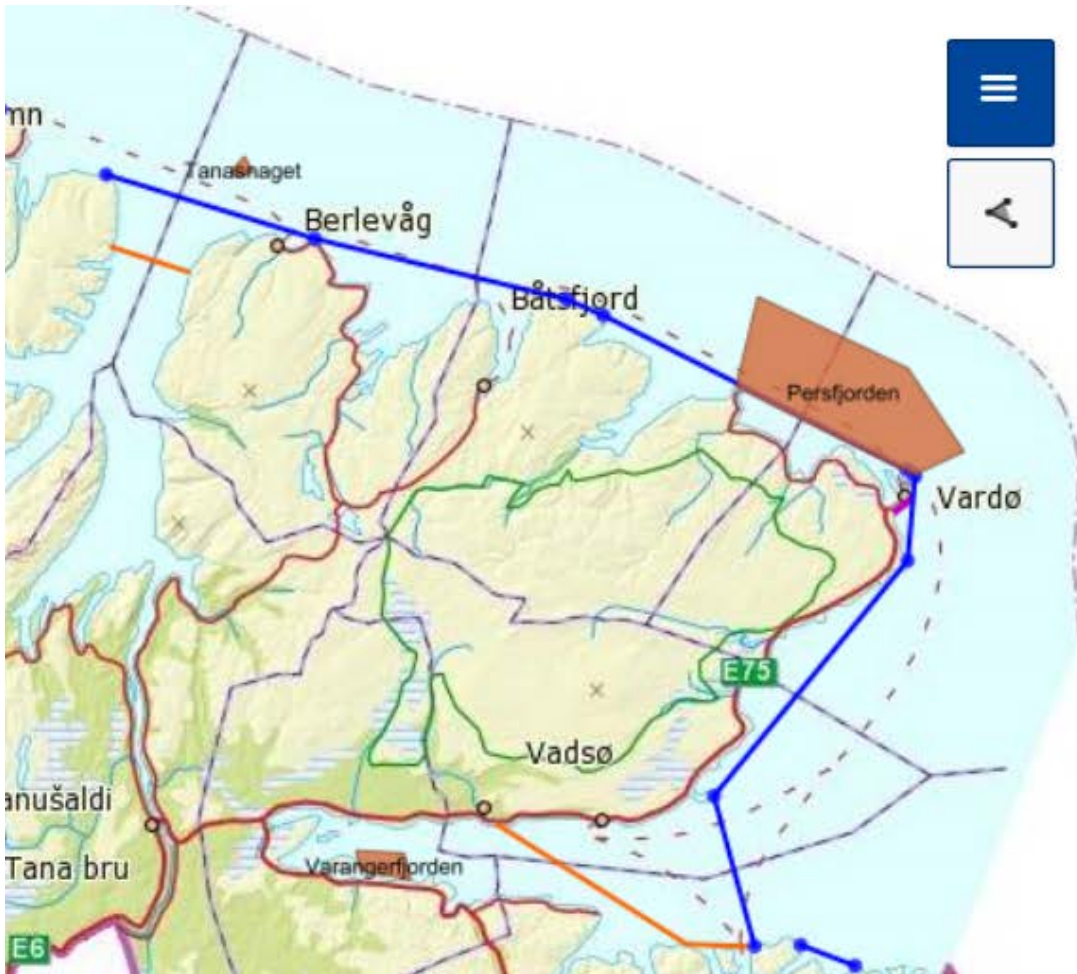 mn
Tanasnaget
Berlevåg
Båtsfjord
Persfjorden
Vardø
E75
Vadsø
anušaldi
Varangerfjorden
Tana bru
E6